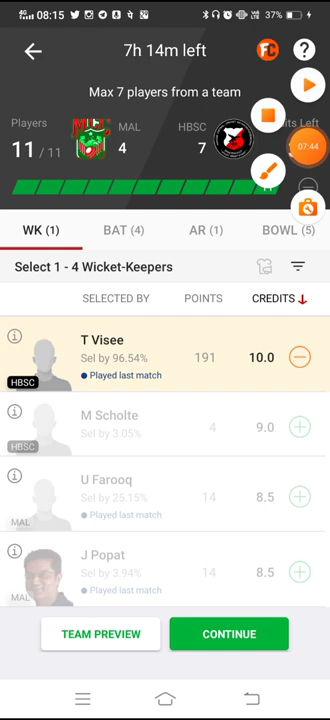 4G 08:15 37%
7h 14m left
FC ?
Max 7 players from a team
Players MAL HBSC its Left
11 / 11 4 7
07:44
11
WK (1) BAT (4) AR (1) BOWL (5)
Select 1 - 4 Wicket-Keepers
SELECTED BY POINTS CREDITS
T Visee
Sel by 96.54% 191 10.0
Played last match
HBSC
M Scholte
Sel by 3.05% 4 9.0
HBSC
U Farooq
Sel by 25.15% 14 8.5
Played last match
MAL
J Popat
Sel by 3.94% 14 8.5
Played last match
MAL
TEAM PREVIEW CONTINUE